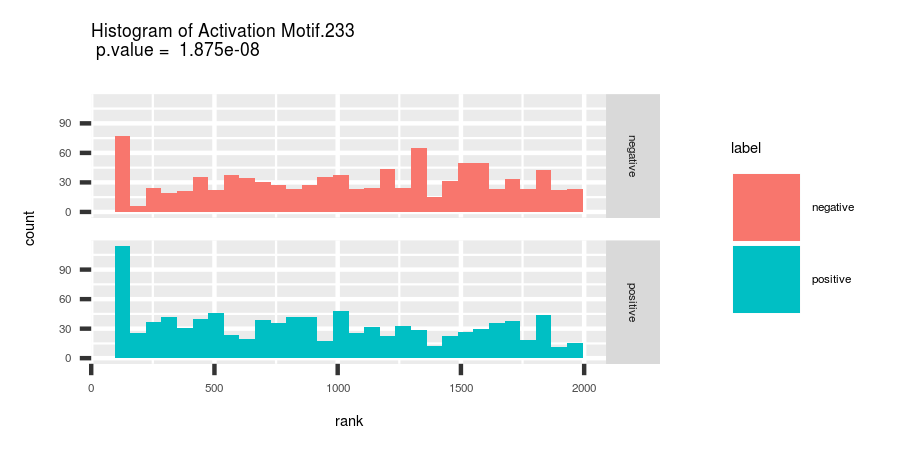 Histogram of Activation Motif.233
p.value = 1.875e-08
count
90
60
30
0
negative
90
60
30
0
positive
0 500 1000 1500 2000
rank
label
negative
positive